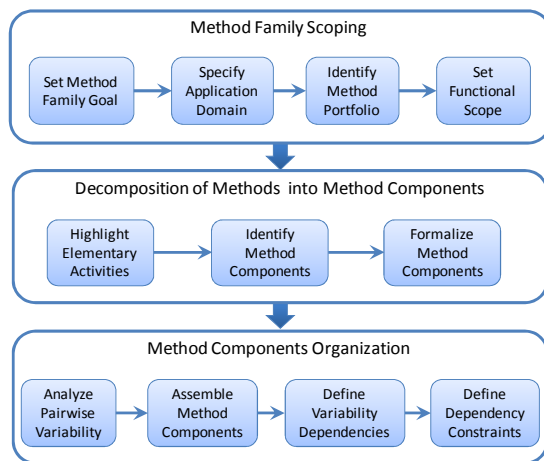 Method Family Scoping
Set Method
Family Goal
Specify
Application
Domain
Identify
Method
Portfolio
Set
Functional
Scope
Decomposition of Methods into Method Components
Highlight
Elementary
Activities
Identify
Method
Components
Formalize
Method
Components
Method Components Organization
Analyze
Pairwise
Variability
Assemble
Method
Components
Define
Variability
Dependencies
Define
Dependency
Constraints